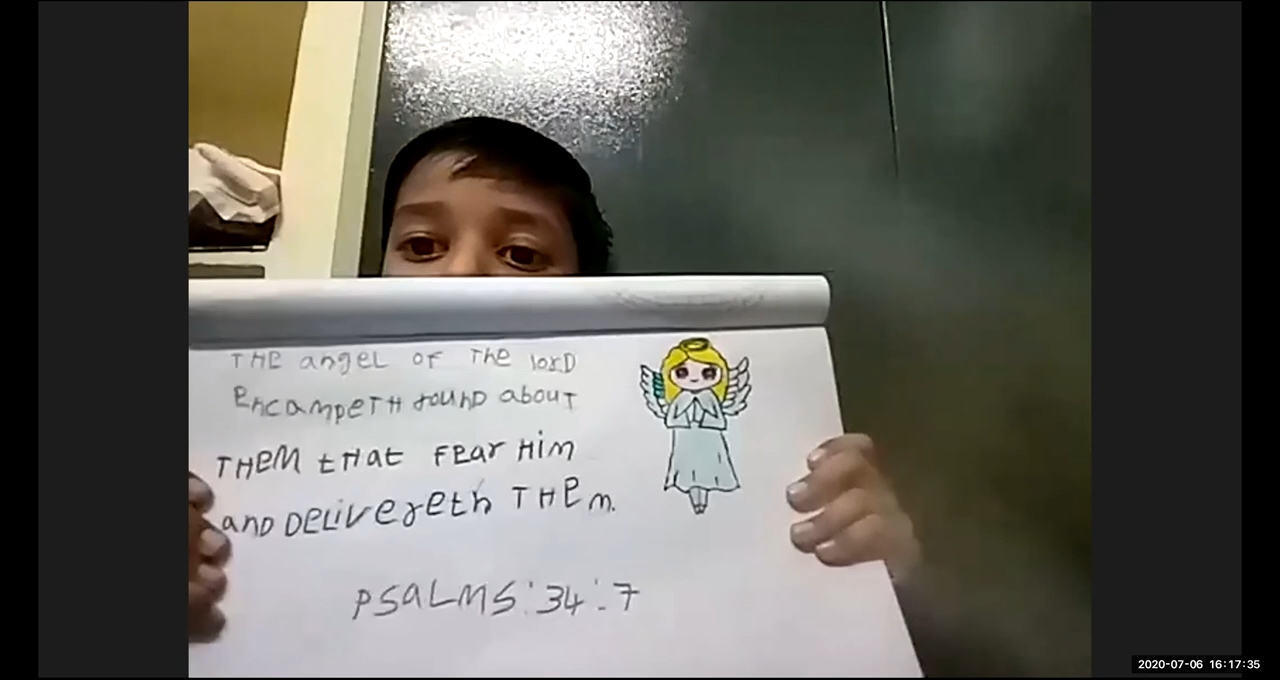 THE angel OF The lorD
EncampeTH rounD abouT
THEM tHat FEar Him
anD DELivereth THEm.
PSaLMS:34:7
2020-07-06 16:17:35